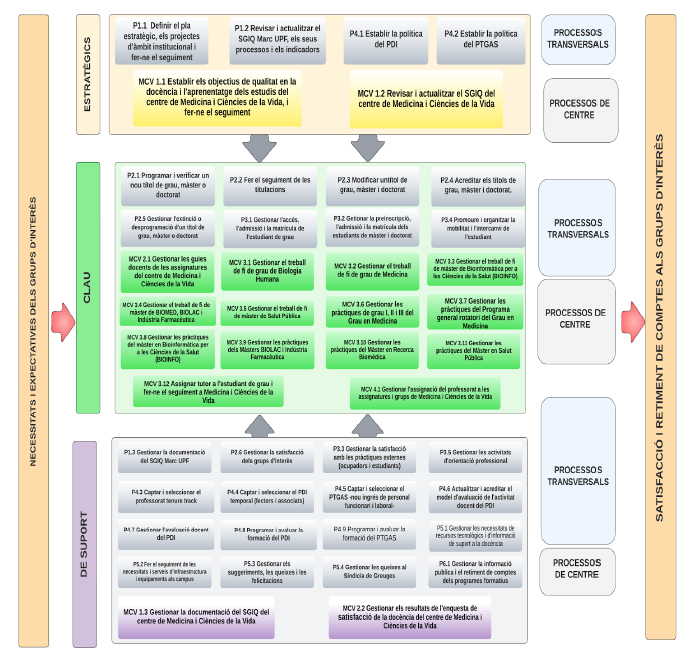 NECESSITATS I EXPECTATIVES DELS GRUPS D'INTERÈS
ESTRATÈGICS
P1.1 Definir el pla
estratègic, els projectes
d'àmbit institucional i
fer-ne el seguiment
P1.2 Revisar i actualitzar el
SGIQ Marc UPF, els seus
processos i els indicadors
P4.1 Establir la política
del PDI
P4.2 Establir la política del
PTGAS
MCV 1.1 Establir els objectius de qualitat en la
docència i l'aprenentatge dels estudis del
centre de Medicina i Ciències de la Vida, i
fer-ne el seguiment
MCV 1.2 Revisar i actualitzar el SGIQ del
centre de Medicina i Ciències de la Vida
PROCESSOS
TRANSVERSALS
PROCESSOS DE
CENTRE
CLAU
P2.1 Programar i verificar un
nou títol de grau, màster o
doctorat
P2.2 Fer el seguiment de les
titulacions
P2.3 Modificar untítol de
grau, màster i doctorat
P2.4 Acreditar els títols de
grau, màster i doctorat.
P2.5 Gestionar l'extinció o
desprogramació d'un títol de
grau, màster o doctorat
P3.1 Gestionar l'accés,
l'admissió i la matrícula de
l'estudiant de grau
P3.2 Getionar la preinscripció,
l'admissió i la matrícula dels
estudiants de màster i doctorat
P3.4 Promoure i organitzar la
mobilitat i l'intercanvi de
l'estudiant
MCV 2.1 Gestionar les guies
docents de les assignatures
del centre de Medicina i
Ciències de la Vida
MCV 3.1 Gestionar el treball
de fi de grau de Biologia
Humana
MCV 3.2 Gestionar el treball
de fi de grau de Medicina
MCV 3.3 Gestionar el treball de fi
de màster de Bioinformàtica per a
les Ciències de la Salut (BIOINFO)
MCV 3.4 Gestionar el treball de fi de
màster de BIOMED, BIOLAC i
Indústria Farmacèutica
MCV 3.5 Gestionar el treball de fi
de màster de Salut Pública
MCV 3.6 Gestionar les
pràctiques de grau I, II i III del
Grau en Medicina
MCV 3.7 Gestionar les
pràctiques del Programa
general rotatori del Grau en
Medicina
MCV 3.8 Gestionar les pràctiques
del màster en Bioinformàtica per
a les Ciències de la Salut
(BIOINFO)
MCV 3.9 Gestionar les pràctiques
dels Màsters BIOLAC i Indústria
Farmacèutica
MCV 3.10 Gestionar les
pràctiques del Màster en Recerca
Biomèdica
MCV 3.11 Gestionar les
pràctiques del Màster en Salut
Pública
MCV 3.12 Assignar tutor a l'estudiant de grau i
fer-ne el seguiment a Medicina i Ciències de la
Vida
MCV 4.1 Gestionar l'assignació del professorat a les
assignatures i grups de Medicina i Ciències de la Vida
PROCESSOS
TRANSVERSALS
PROCESSOS DE
CENTRE
DE SUPORT
P1.3 Gestionar la documentació
del SGIQ Marc UPF
P2.6 Gestionar la satisfacció
dels grups d'interès
P3.3 Gestionar la satisfacció
amb les pràctiques externes
(ocupadors i estudiants)
P3.5 Gestionar les activitats
d'orientació professional
P4.3 Captar i seleccionar el
professorat tenure track
P4.4 Captar i seleccionar el PDI
temporal (lectors i associats)
P4.5 Captar i seleccionar el
PTGAS -nou ingrés de personal
funcionari i laboral-
P4.6 Actualitzar i acreditar el
model d'avaluació de l'activitat
docent del PDI
P4.7 Gestionar l'avaluació docent
del PDI
P4.8 Programar i avaluar la
formació del PDI
P4.9 Programar i avaluar la
formació del PTGAS
P5.1 Gestionar les necessitats de
recursos tecnològics i d'informació
de suport a la docència
P5.2 Fer el seguiment de les
necessitats i serveis d'infraestructura
i equipaments als campus
P5.3 Gestionar els
suggeriments, les queixes i les
felicitacions
P5.4 Gestionar les queixes al
Síndicia de Greuges
P6.1 Gestionar la informació
publica i el retiment de comptes
dels programes formatius
MCV 1.3 Gestionar la documentació del SGIQ del
centre de Medicina i Ciències de la Vida
MCV 2.2 Gestionar els resultats de l'enquesta de
satisfacció de la docència del centre de Medicina i
Ciències de la Vida
PROCESSOS
TRANSVERSALS
PROCESSOS
DE CENTRE
SATISFACCIÓ I RETIMENT DE COMPTES ALS GRUPS D'INTERÈS